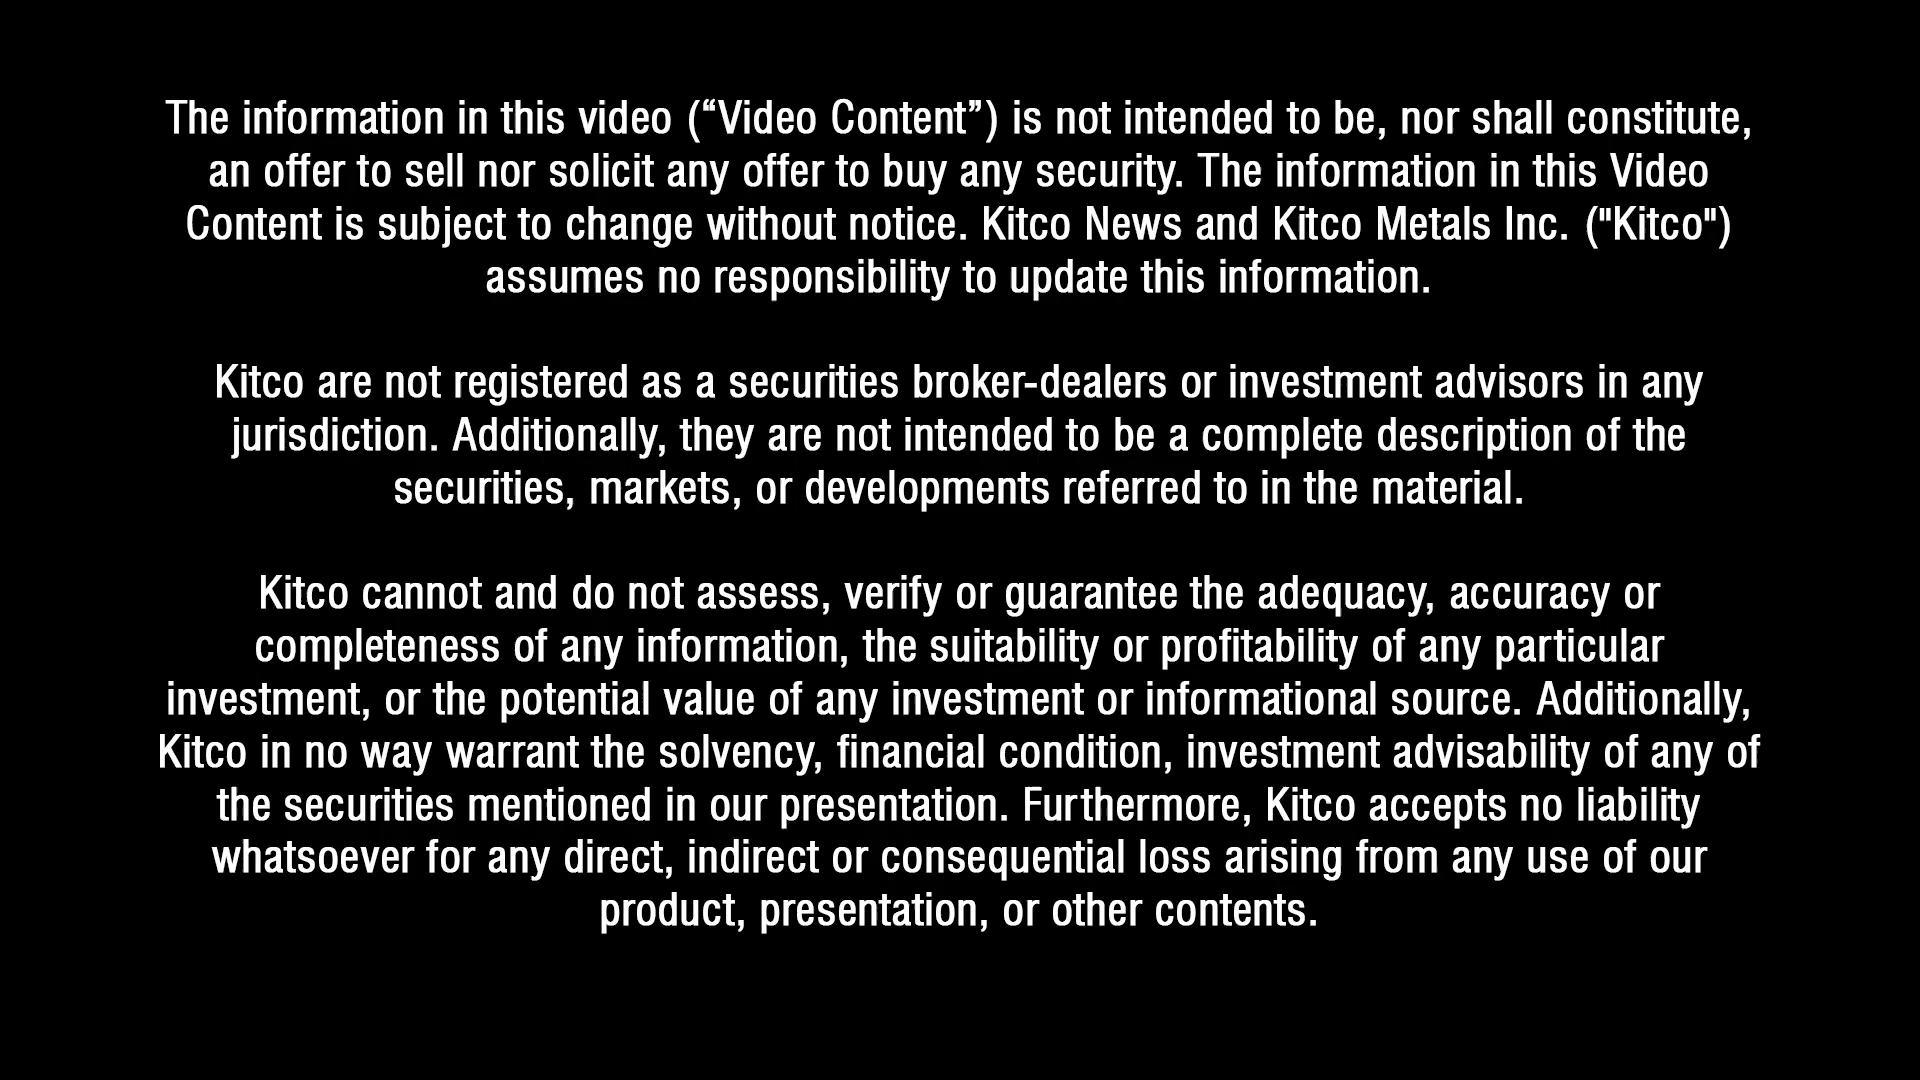 The information in this video (“Video Content”) is not intended to be, nor shall constitute,
an offer to sell nor solicit any offer to buy any security. The information in this Video
Content is subject to change without notice. Kitco News and Kitco Metals Inc. ("Kitco")
assumes no responsibility to update this information.
Kitco are not registered as a securities broker-dealers or investment advisors in any
jurisdiction. Additionally, they are not intended to be a complete description of the
securities, markets, or developments referred to in the material.
Kitco cannot and do not assess, verify or guarantee the adequacy, accuracy or
completeness of any information, the suitability or profitability of any particular
investment, or the potential value of any investment or informational source. Additionally,
Kitco in no way warrant the solvency, financial condition, investment advisability of any of
the securities mentioned in our presentation. Furthermore, Kitco accepts no liability
whatsoever for any direct, indirect or consequential loss arising from any use of our
product, presentation, or other contents.